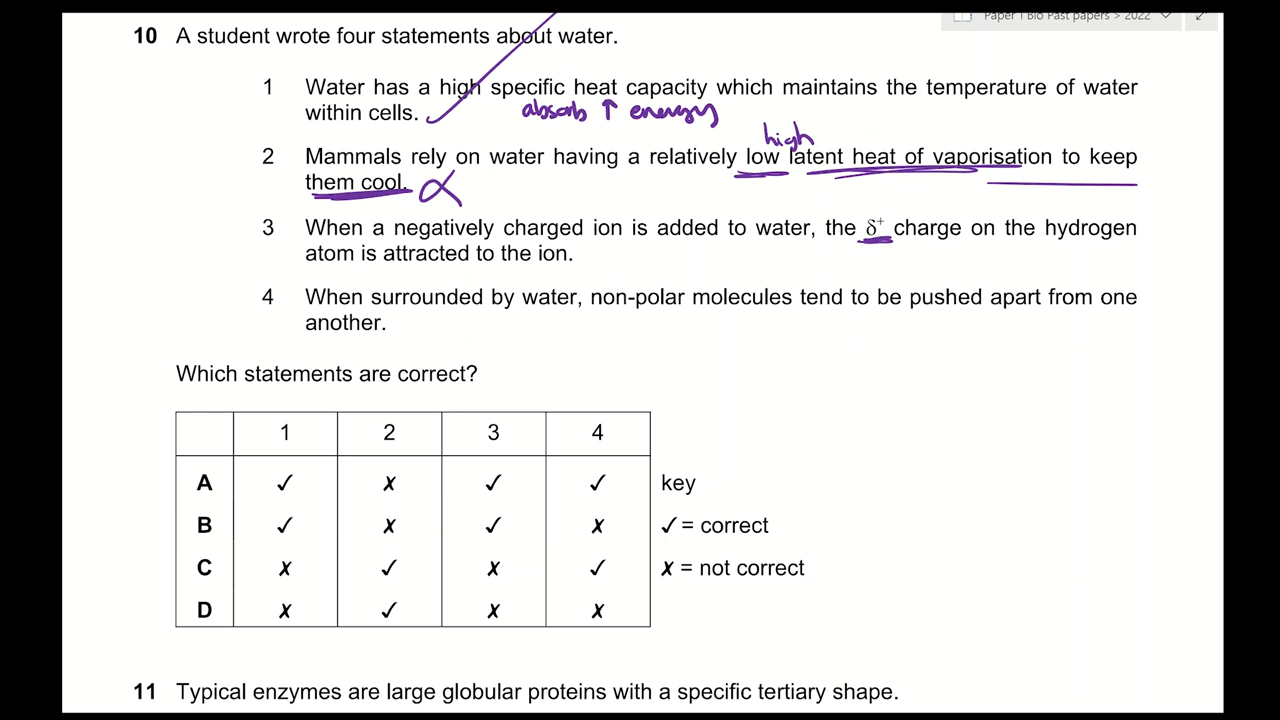 Paper 1 Bio Past papers > 2022
10 A student wrote four statements about water.
1 Water has a high specific heat capacity which maintains the temperature of water
within cells.
absorb ↑ energy
high
2 Mammals rely on water having a relatively low latent heat of vaporisation to keep
them cool.
3 When a negatively charged ion is added to water, the δ⁺ charge on the hydrogen
atom is attracted to the ion.
4 When surrounded by water, non-polar molecules tend to be pushed apart from one
another.
Which statements are correct?
1 2 3 4
A ✓ ✗ ✓ ✓ key
B ✓ ✗ ✓ ✗ ✓ = correct
C ✗ ✓ ✗ ✓ ✗ = not correct
D ✗ ✓ ✗ ✗
11 Typical enzymes are large globular proteins with a specific tertiary shape.